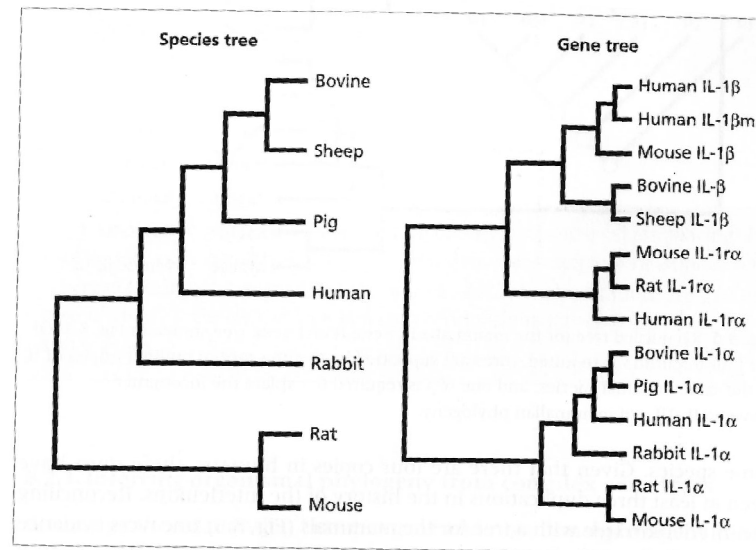 Species tree
Bovine
Sheep
Pig
Human
Rabbit
Rat
Mouse
Gene tree
Human IL-1β
Human IL-1βm
Mouse IL-1β
Bovine IL-β
Sheep IL-1β
Mouse IL-1rα
Rat IL-1rα
Human IL-1rα
Bovine IL-1α
Pig IL-1α
Human IL-1α
Rabbit IL-1α
Rat IL-1α
Mouse IL-1α